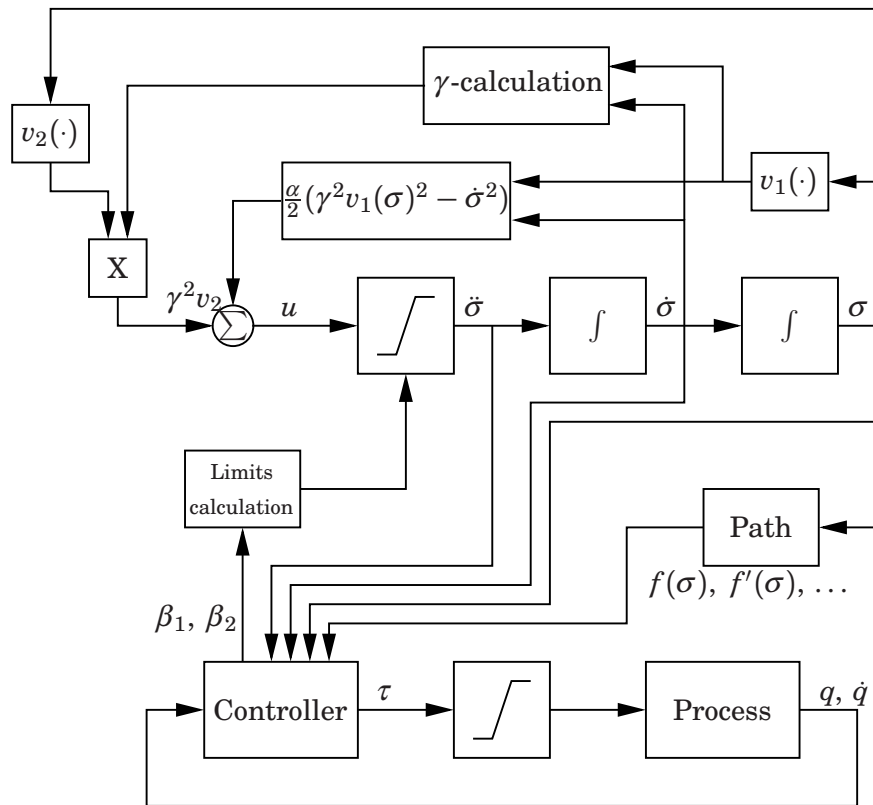 γ-calculation
v₂(·)
α/2(γ²v₁(σ)² − σ̇²)
v₁(·)
X
γ²v₂
∑
u
σ̈
∫
σ̇
∫
σ
Limits
calculation
Path
f(σ), f′(σ), …
β₁, β₂
Controller
τ
Process
q, q̇